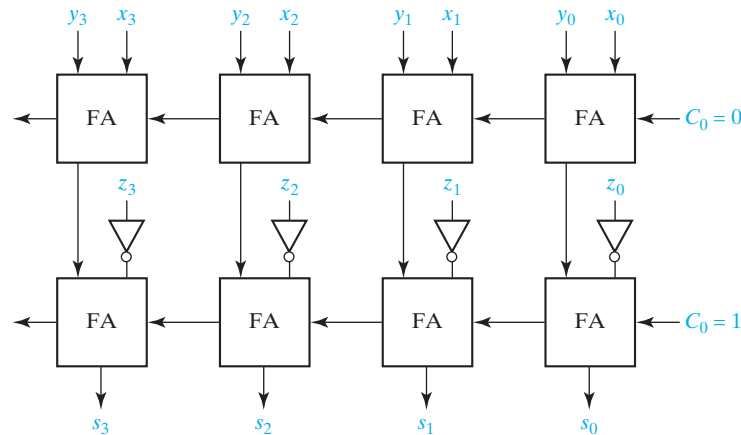 y₃ x₃ y₂ x₂ y₁ x₁ y₀ x₀
FA FA FA FA C₀ = 0
z₃ z₂ z₁ z₀
FA FA FA FA C₀ = 1
s₃ s₂ s₁ s₀